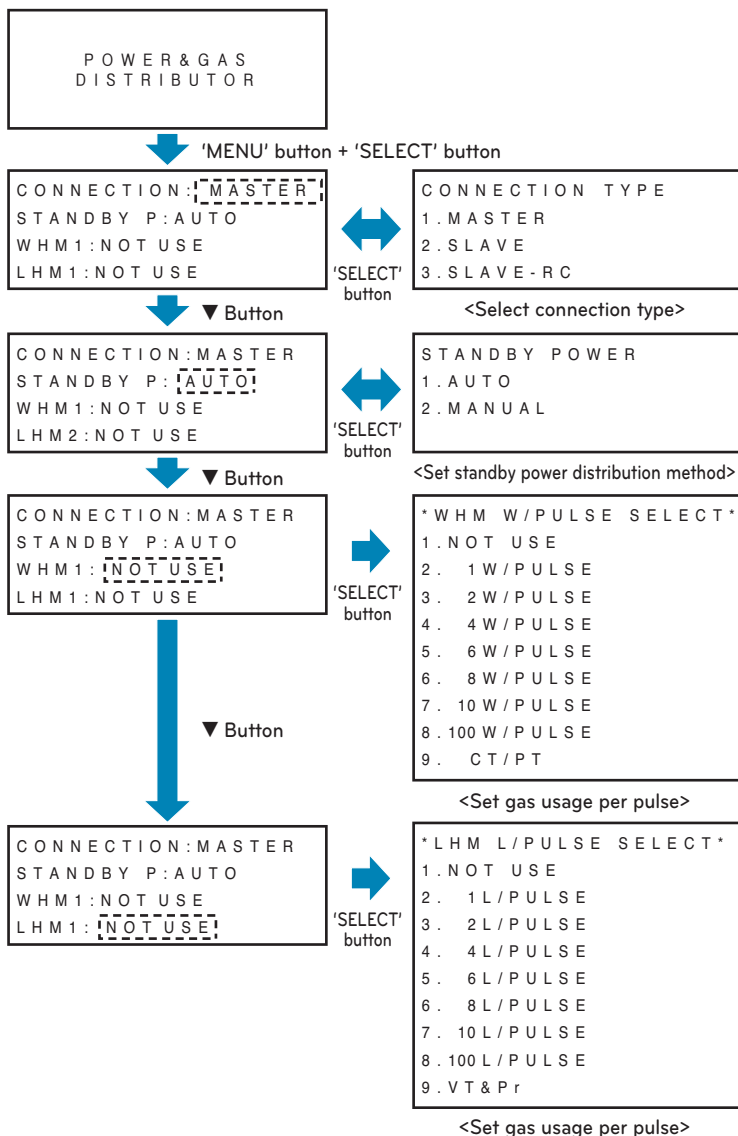 POWER&GAS
DISTRIBUTOR
'MENU' button + 'SELECT' button
CONNECTION:MASTER
STANDBY P:AUTO
WHM1:NOT USE
LHM1:NOT USE
'SELECT'
button
CONNECTION TYPE
1.MASTER
2.SLAVE
3.SLAVE-RC
<Select connection type>
▼ Button
CONNECTION:MASTER
STANDBY P:AUTO
WHM1:NOT USE
LHM2:NOT USE
'SELECT'
button
STANDBY POWER
1.AUTO
2.MANUAL
<Set standby power distribution method>
▼ Button
CONNECTION:MASTER
STANDBY P:AUTO
WHM1:NOT USE
LHM1:NOT USE
'SELECT'
button
*WHM W/PULSE SELECT*
1.NOT USE
2. 1W/PULSE
3. 2W/PULSE
4. 4W/PULSE
5. 6W/PULSE
6. 8W/PULSE
7. 10W/PULSE
8.100W/PULSE
9. CT/PT
<Set gas usage per pulse>
▼ Button
CONNECTION:MASTER
STANDBY P:AUTO
WHM1:NOT USE
LHM1:NOT USE
'SELECT'
button
*LHM L/PULSE SELECT*
1.NOT USE
2. 1L/PULSE
3. 2L/PULSE
4. 4L/PULSE
5. 6L/PULSE
6. 8L/PULSE
7. 10L/PULSE
8.100L/PULSE
9.VT&Pr
<Set gas usage per pulse>